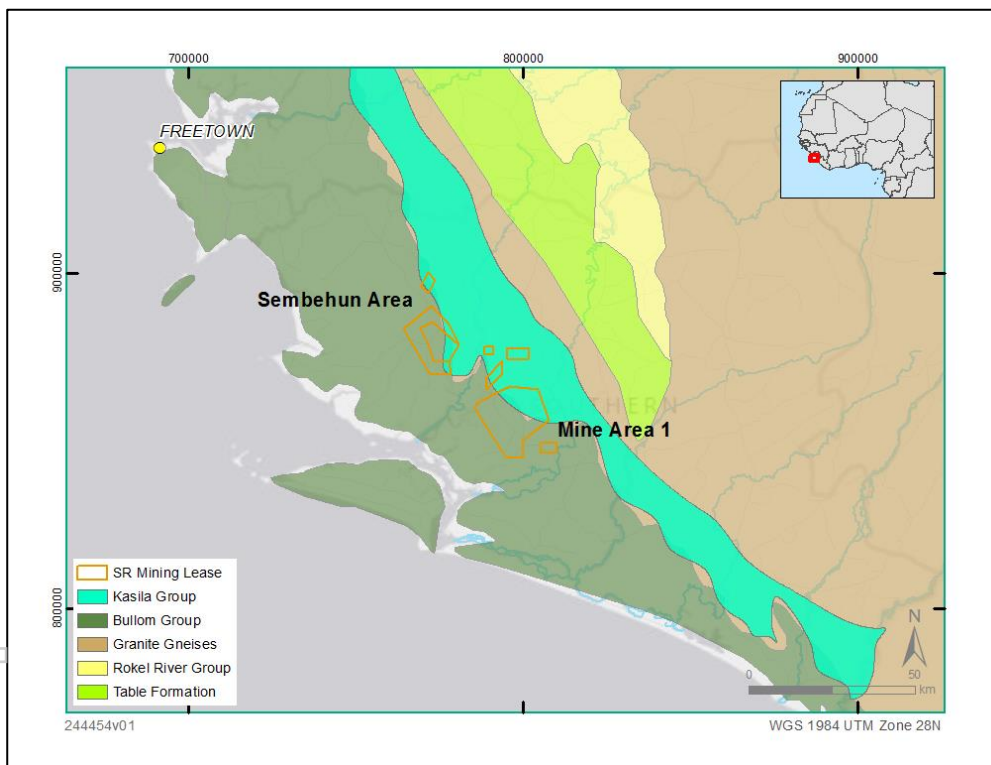 700000
800000
900000
FREETOWN
900000
Sembehun Area
Mine Area 1
800000
SR Mining Lease
Kasila Group
Bullom Group
Granite Gneises
Rokel River Group
Table Formation
N
0 50
km
244454v01
WGS 1984 UTM Zone 28N